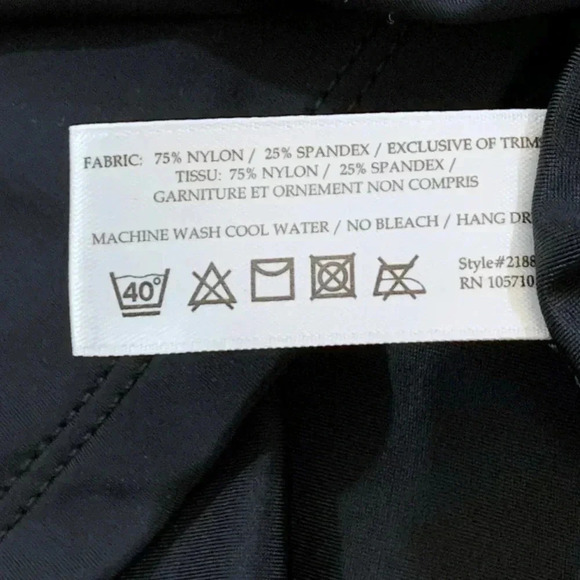 FABRIC: 75% NYLON / 25% SPANDEX / EXCLUSIVE OF TRIM
TISSU: 75% NYLON / 25% SPANDEX /
GARNITURE ET ORNEMENT NON COMPRIS
MACHINE WASH COOL WATER / NO BLEACH / HANG DR
40°
Style#2188
RN 105710